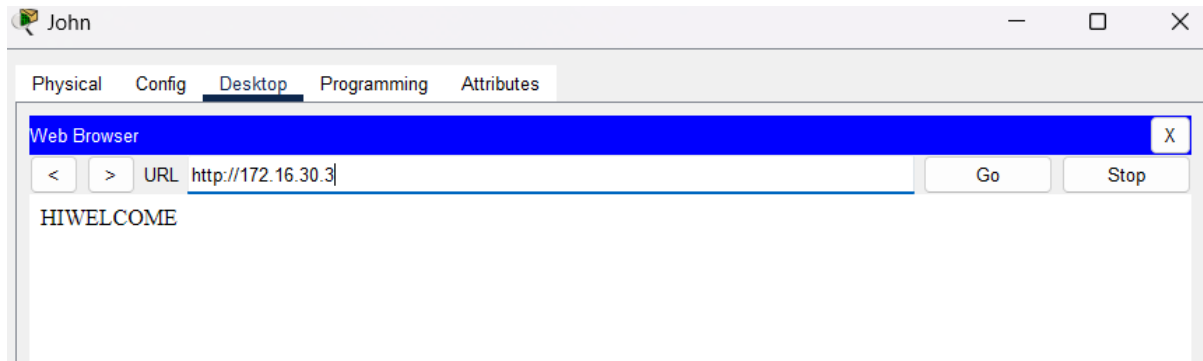 John
Physical Config Desktop Programming Attributes
Web Browser X
< > URL http://172.16.30.3 Go Stop
HIWELCOME